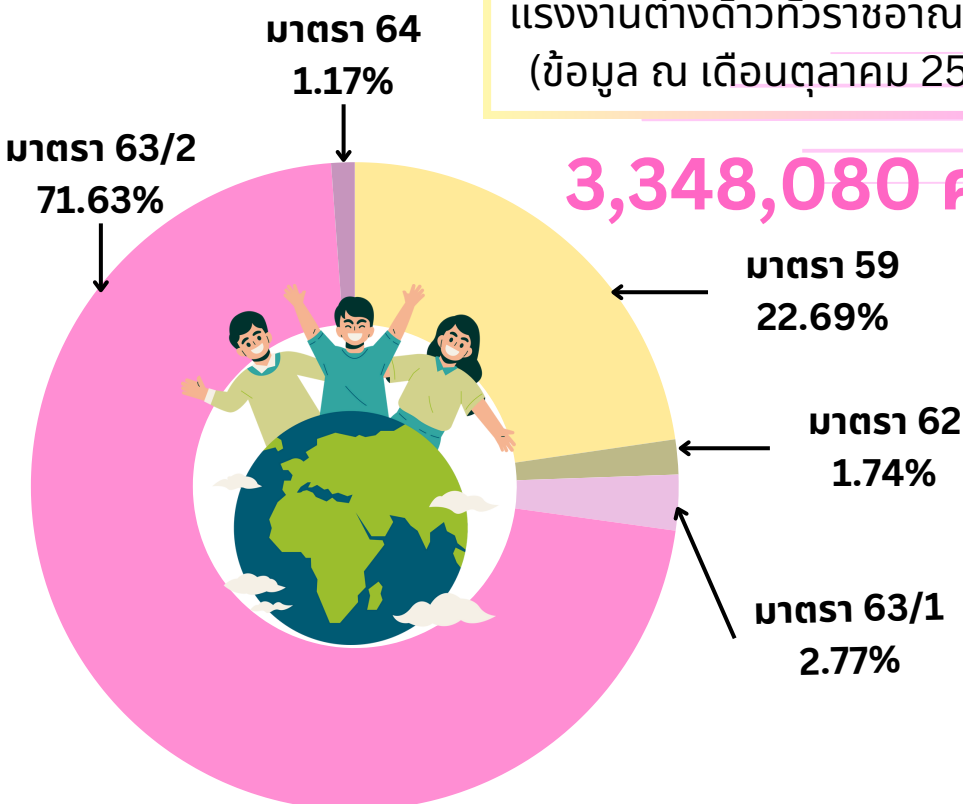 แรงงานต่างด้าวทั่วราชอาณ
(ข้อมูล ณ เดือนตุลาคม 25
3,348,080
มาตรา 64
1.17%
มาตรา 63/2
71.63%
มาตรา 59
22.69%
มาตรา 62
1.74%
มาตรา 63/1
2.77%